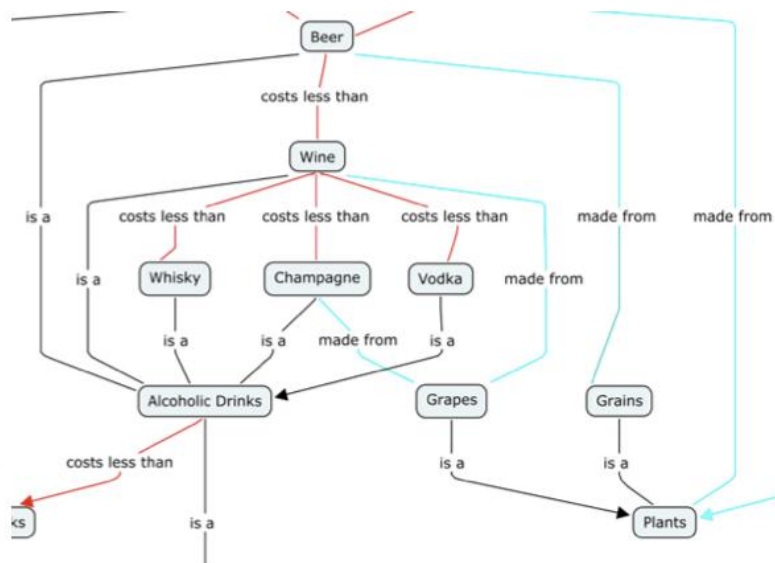 Beer
costs less than
Wine
is a
costs less than
costs less than
costs less than
made from
made from
is a
Whisky
Champagne
Vodka
made from
is a
is a
made from
is a
Alcoholic Drinks
Grapes
Grains
costs less than
is a
is a
ks
is a
Plants